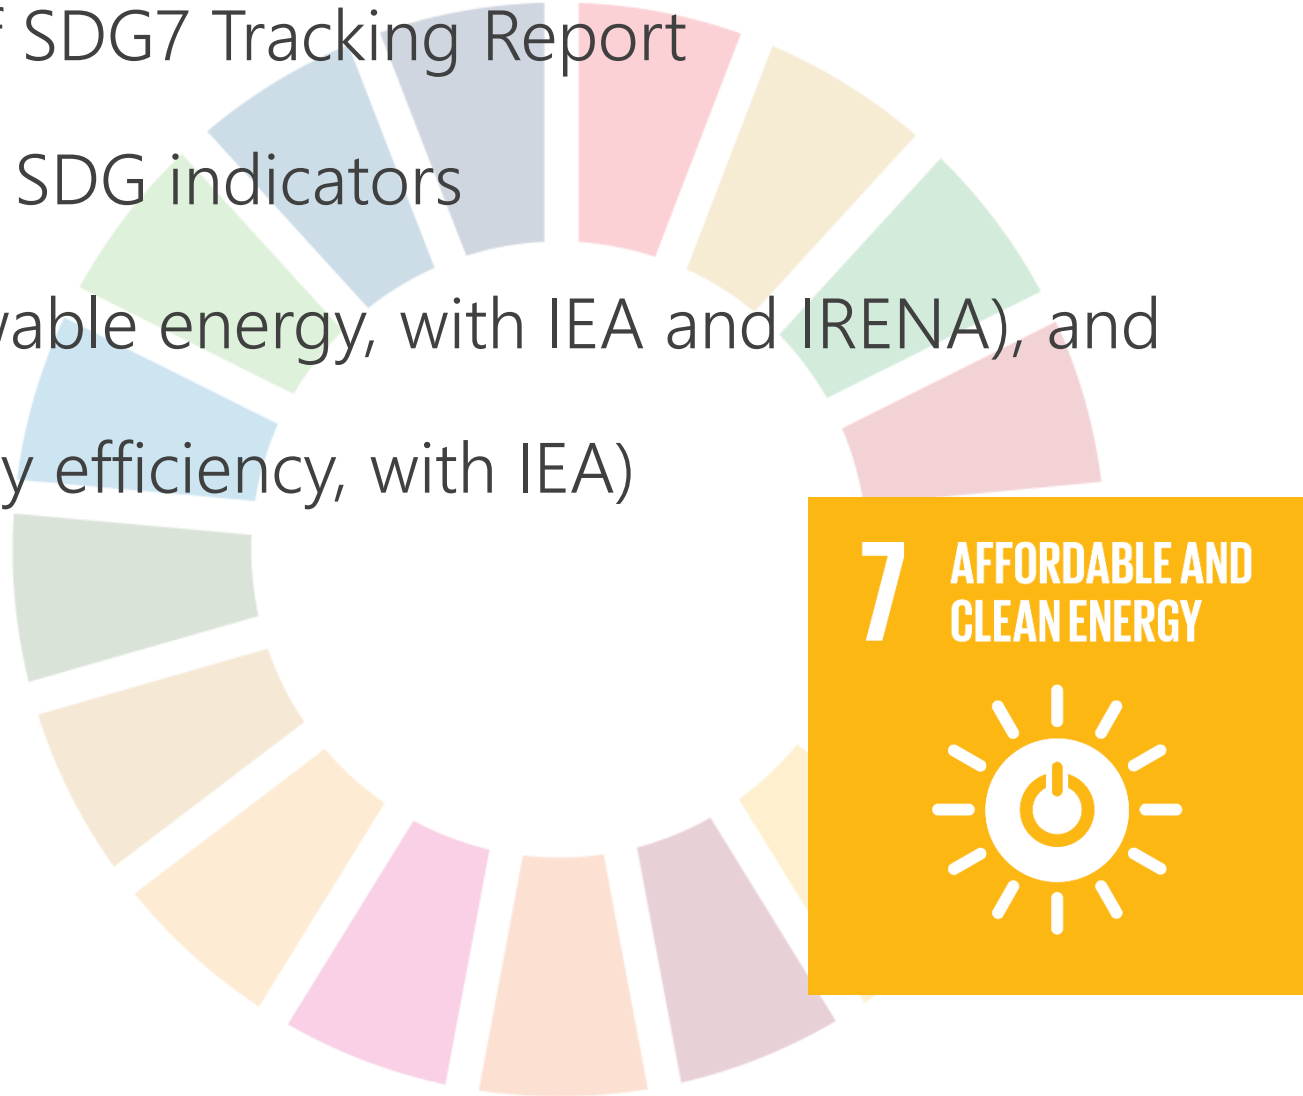 SDG7 Tracking Report
SDG indicators
energy, with IEA and IRENA), and
efficiency, with IEA)
7 AFFORDABLE AND
CLEAN ENERGY